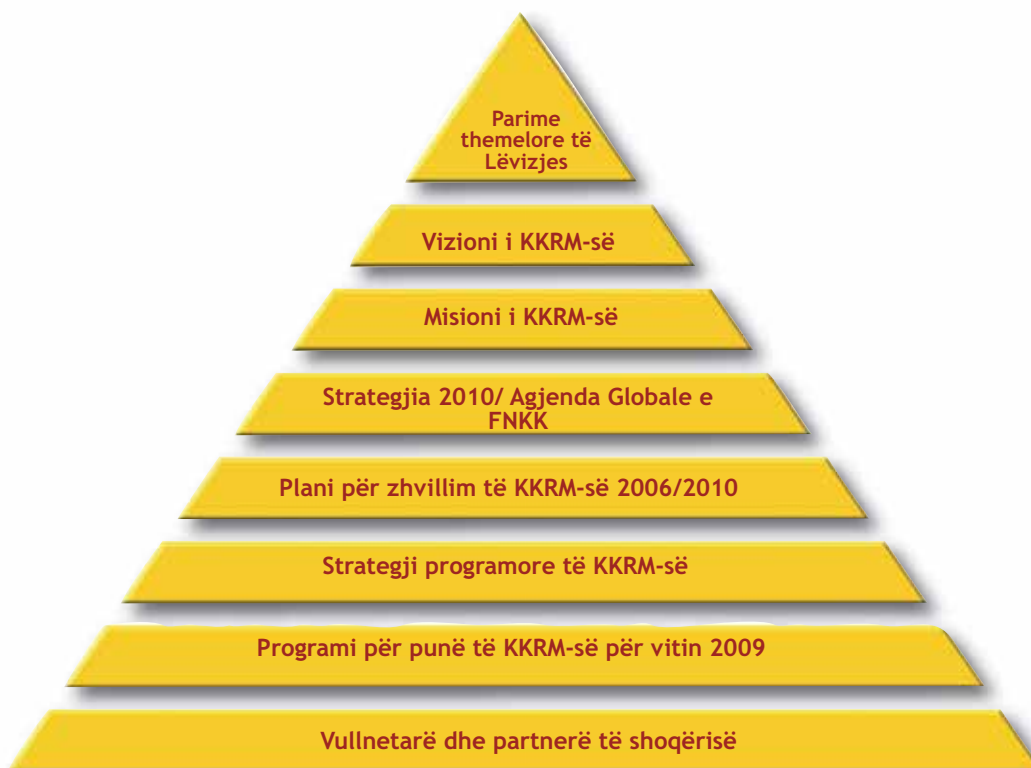 Parime
themelore të
Lëvizjes
Vizioni i KKRM-së
Misioni i KKRM-së
Strategjia 2010/ Agjenda Globale e
FNKK
Plani për zhvillim të KKRM-së 2006/2010
Strategji programore të KKRM-së
Programi për punë të KKRM-së për vitin 2009
Vullnetarë dhe partnerë të shoqërisë